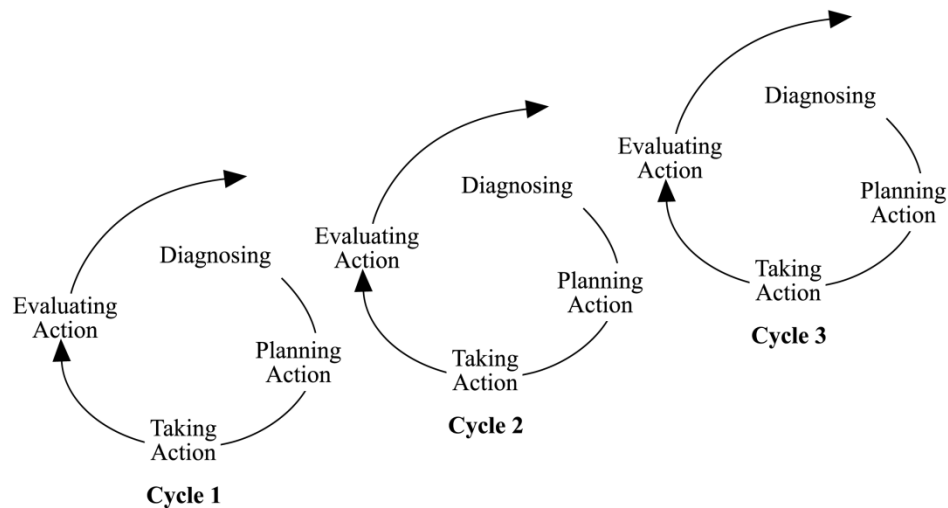 Diagnosing
Planning
Action
Taking
Action
Evaluating
Action
Cycle 1
Diagnosing
Planning
Action
Taking
Action
Evaluating
Action
Cycle 2
Diagnosing
Planning
Action
Taking
Action
Evaluating
Action
Cycle 3